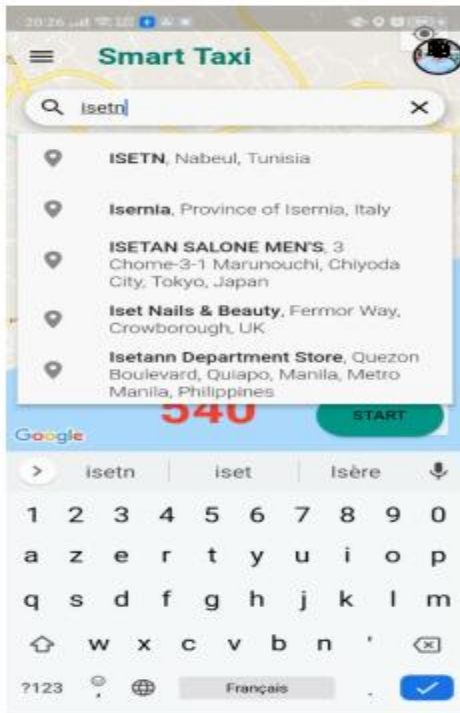 20:26
Smart Taxi
isetn
ISETN, Nabeul, Tunisia
Isernia, Province of Isernia, Italy
ISETAN SALONE MEN'S, 3
Chome-3-1 Marunouchi, Chiyoda
City, Tokyo, Japan
Iset Nails & Beauty, Fermor Way,
Crowborough, UK
Isetann Department Store, Quezon
Boulevard, Quiapo, Manila, Metro
Manila, Philippines
540 START
Google
isetn iset Isère
1 2 3 4 5 6 7 8 9 0
a z e r t y u i o p
q s d f g h j k l m
w x c v b n '
?123 , Français .